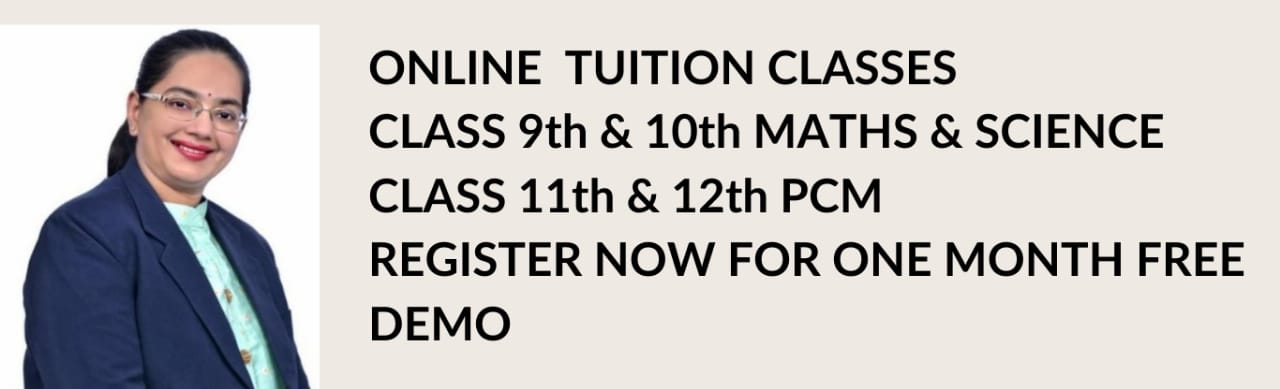 ONLINE  TUITION CLASSES
CLASS 9th & 10th MATHS & SCIENCE
CLASS 11th & 12th PCM
REGISTER NOW FOR ONE MONTH FREE
DEMO